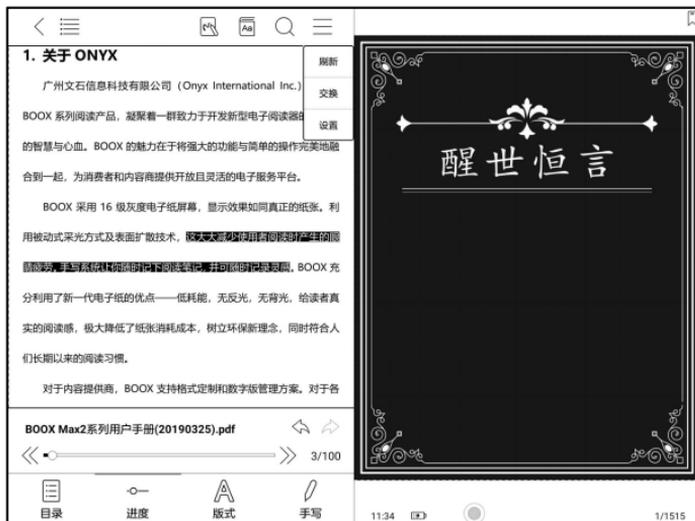 Aa
1. 关于 ONYX
刷新
交换
设置
广州文石信息科技有限公司（Onyx International Inc.）
BOOX 系列阅读产品，凝聚着一群致力于开发新型电子阅读器的
的智慧与心血。BOOX 的魅力在于将强大的功能与简单的操作完美地融
合到一起，为消费者和内容商提供开放且灵活的电子服务平台。
BOOX 采用 16 级灰度电子纸屏幕，显示效果如同真正的纸张。利
用被动式采光方式及表面扩散技术，这大大减少使用者阅读时产生的眼
睛疲劳，手写系统让你随时记下阅读笔记，并可随时记录灵感。BOOX 充
分利用了新一代电子纸的优点——低耗能，无反光，无背光，给读者真
实的阅读感，极大降低了纸张消耗成本，树立环保新理念，同时符合人
们长期以来的阅读习惯。
对于内容提供商，BOOX 支持格式定制和数字版管理方案。对于各
BOOX Max2系列用户手册(20190325).pdf
3/100
目录
进度
版式
手写
醒世恒言
11:34
1/1515